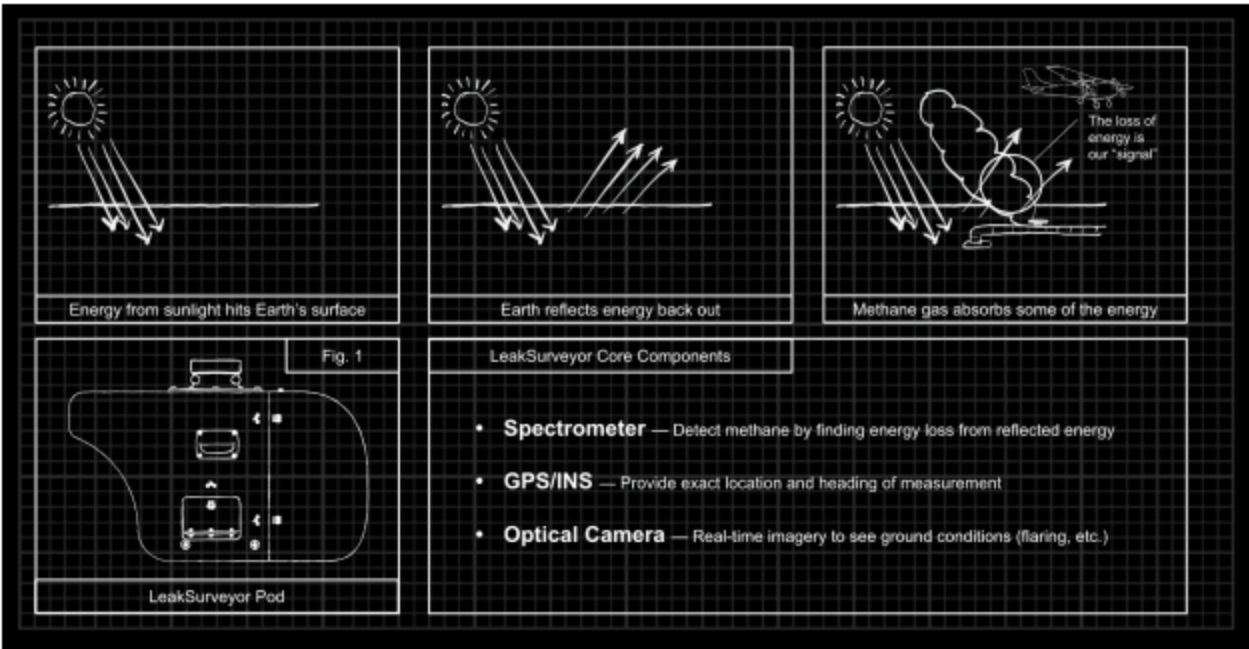 The loss of
energy is
our "signal"
Energy from sunlight hits Earth's surface
Earth reflects energy back out
Methane gas absorbs some of the energy
Fig. 1
LeakSurveyor Pod
LeakSurveyor Core Components
• Spectrometer — Detect methane by finding energy loss from reflected energy
• GPS/INS — Provide exact location and heading of measurement
• Optical Camera — Real-time imagery to see ground conditions (flaring, etc.)